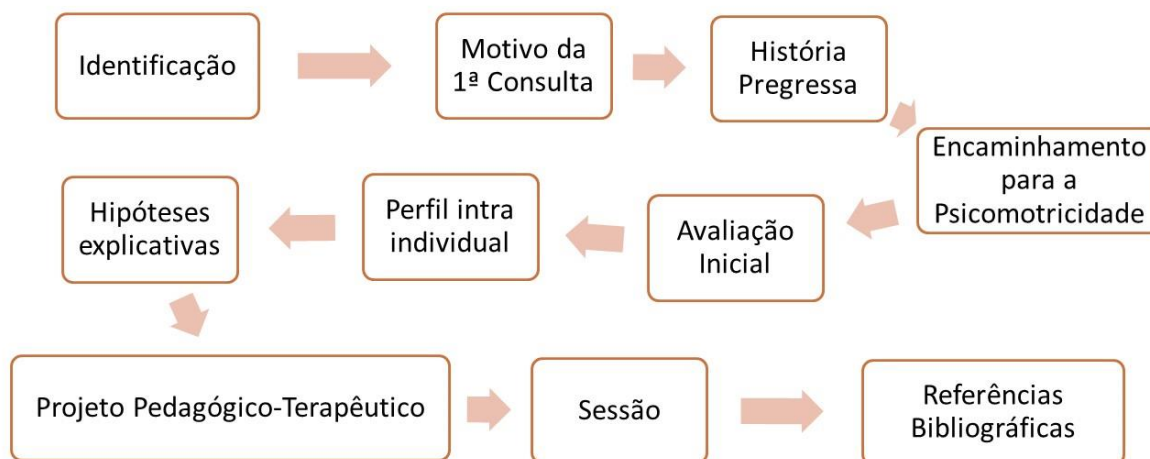 Identificação
Motivo da
1ª Consulta
História
Pregressa
Encaminhamento
para a
Psicomotricidade
Avaliação
Inicial
Perfil intra
individual
Hipóteses
explicativas
Projeto Pedagógico-Terapêutico
Sessão
Referências
Bibliográficas